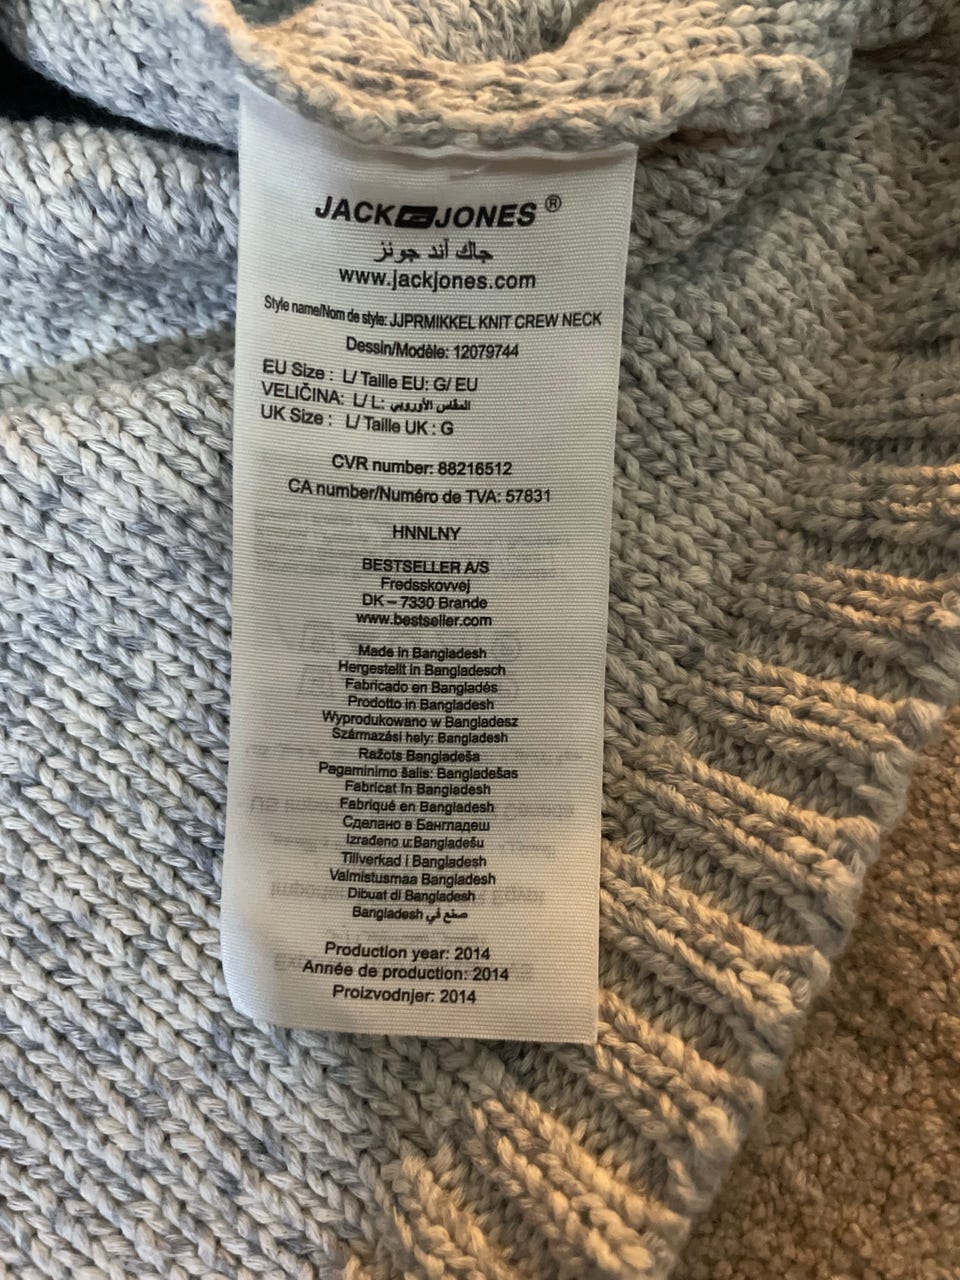 JACK JONES ®
جاك أند جونز
www.jackjones.com
Style name/Nom de style: JJPRMIKKEL KNIT CREW NECK
Dessin/Modèle: 12079744
EU Size : L/ Taille EU: G/ EU
VELIČINA: L/ L: المقاس الأوروبي
UK Size : L/ Taille UK : G
CVR number: 88216512
CA number/Numéro de TVA: 57831
HNNLNY
BESTSELLER A/S
Fredsskovvej
DK – 7330 Brande
www.bestseller.com
Made in Bangladesh
Hergestellt in Bangladesch
Fabricado en Bangladés
Prodotto in Bangladesh
Wyprodukowano w Bangladesz
Származási hely: Bangladesh
Ražots Bangladeša
Pagaminimo šalis: Bangladešas
Fabricat în Bangladesh
Fabriqué en Bangladesh
Сделано в Бангладеш
Izrađeno u:Bangladešu
Tillverkad i Bangladesh
Valmistusmaa Bangladesh
Dibuat di Bangladesh
Bangladesh صنع في
Production year: 2014
Année de production: 2014
Proizvodnjer: 2014